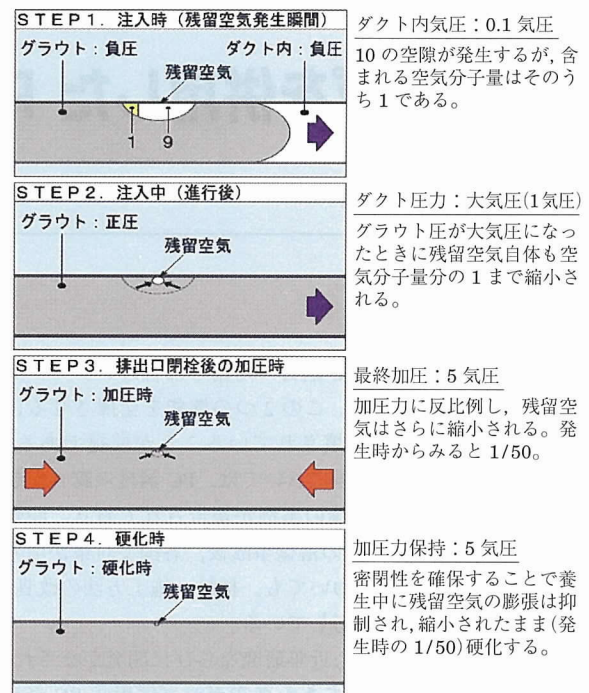 STEP1．注入時（残留空気発生瞬間）
グラウト：負圧
ダクト内：負圧
残留空気
1
9
ダクト内気圧：0.1 気圧
10 の空隙が発生するが，含
まれる空気分子量はそのう
ち 1 である。
STEP2．注入中（進行後）
グラウト：正圧
残留空気
ダクト圧力：大気圧(1気圧)
グラウト圧が大気圧になっ
たときに残留空気自体も空
気分子量分の 1 まで縮小さ
れる。
STEP3．排出口閉栓後の加圧時
グラウト：加圧時
残留空気
最終加圧：5 気圧
加圧力に反比例し，残留空
気はさらに縮小される。発
生時からみると 1/50。
STEP4．硬化時
グラウト：硬化時
残留空気
加圧力保持：5 気圧
密閉性を確保することで養
生中に残留空気の膨張は抑
制され，縮小されたまま(発
生時の 1/50)硬化する。